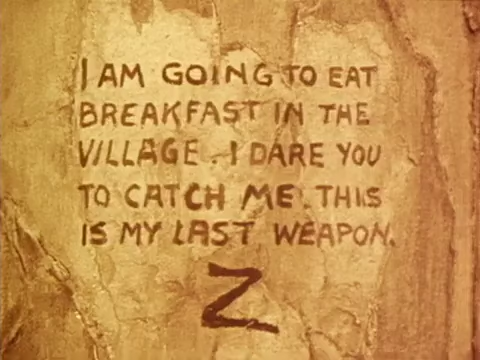 I AM GOING TO EAT
BREAKFAST IN THE
VILLAGE. I DARE YOU
TO CATCH ME. THIS
IS MY LAST WEAPON.
Z